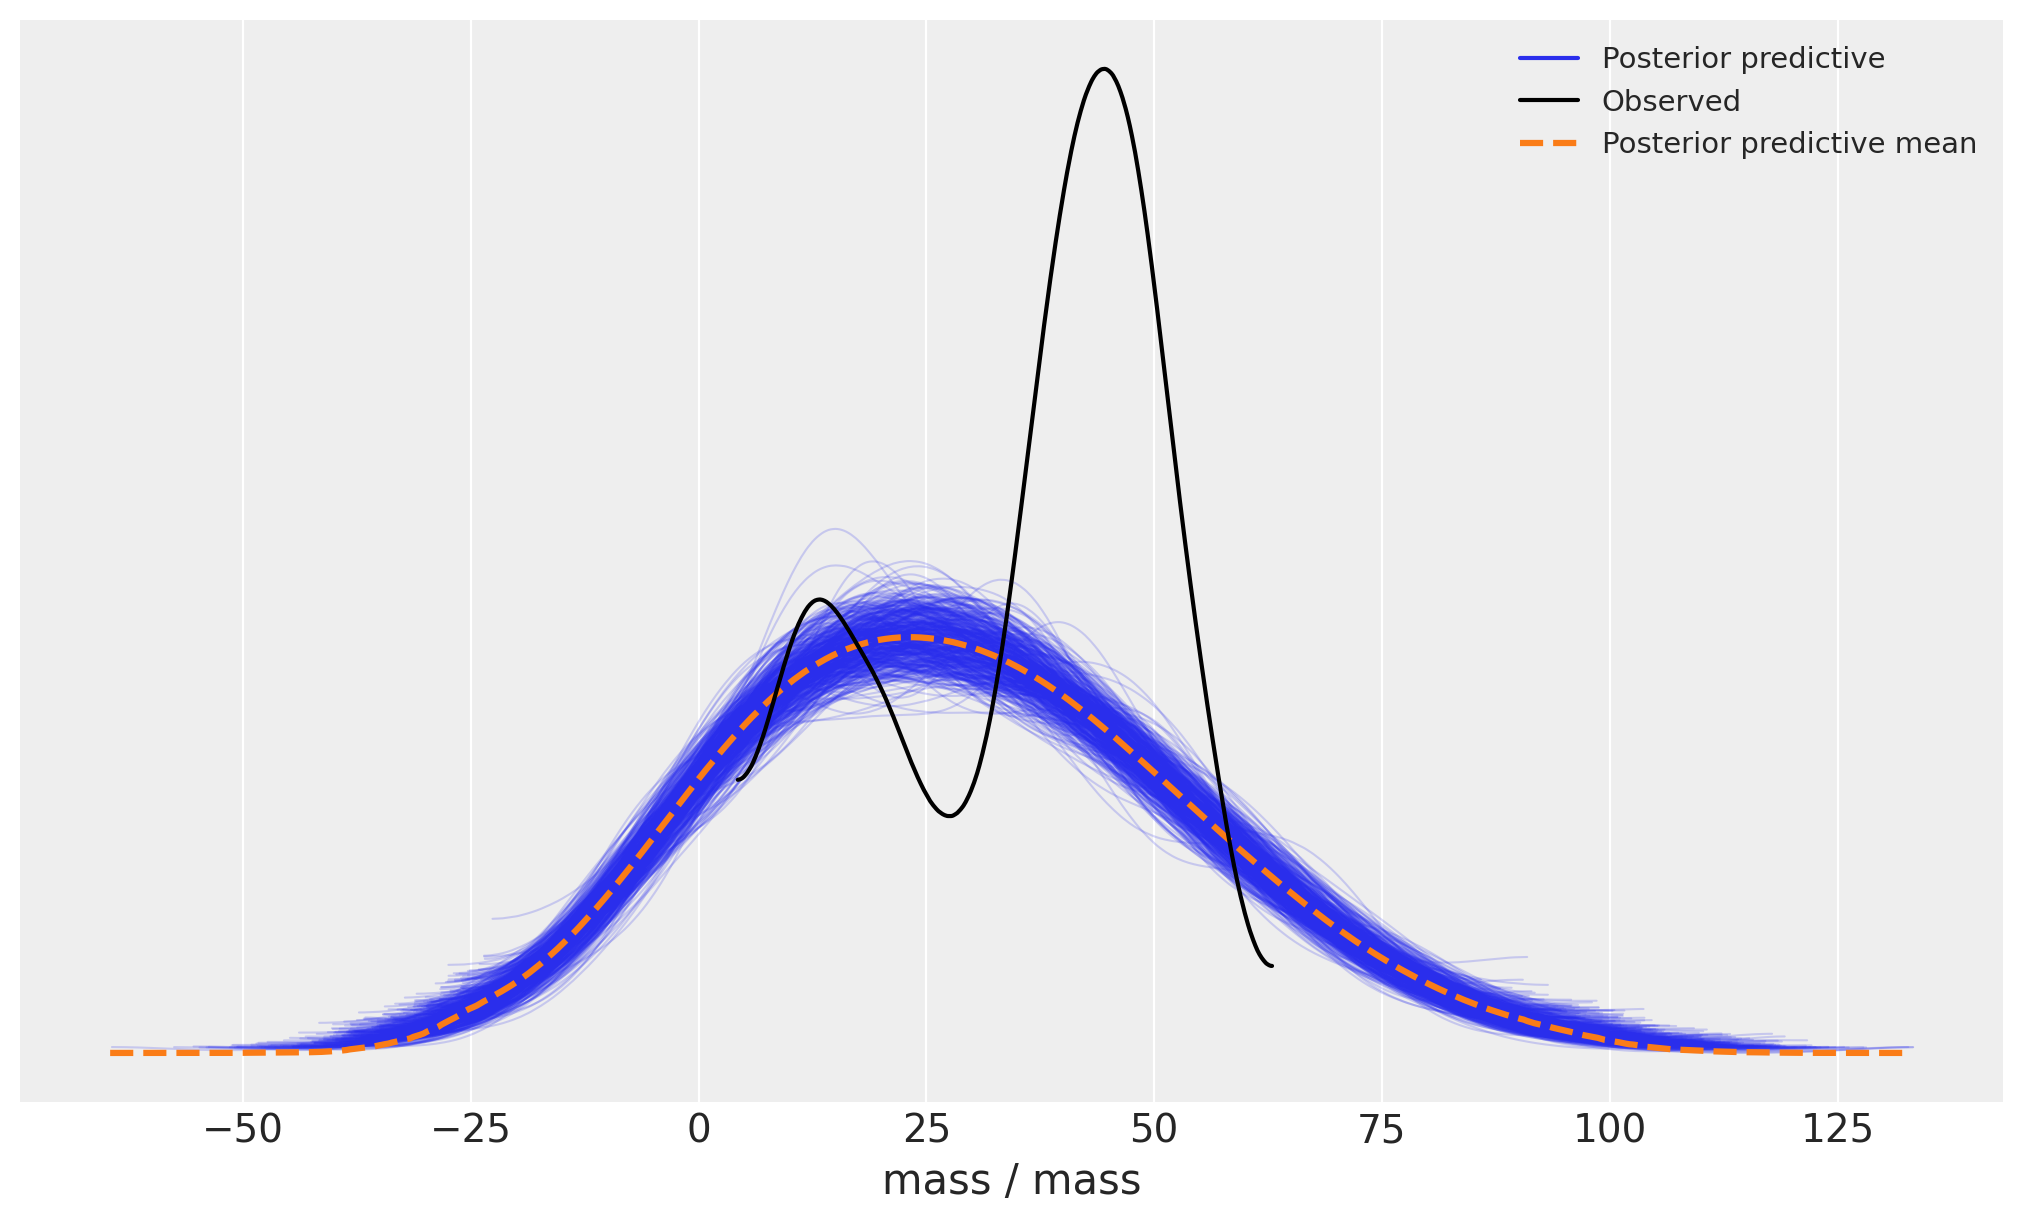 Posterior predictive
Observed
Posterior predictive mean
−50 −25 0 25 50 75 100 125
mass / mass